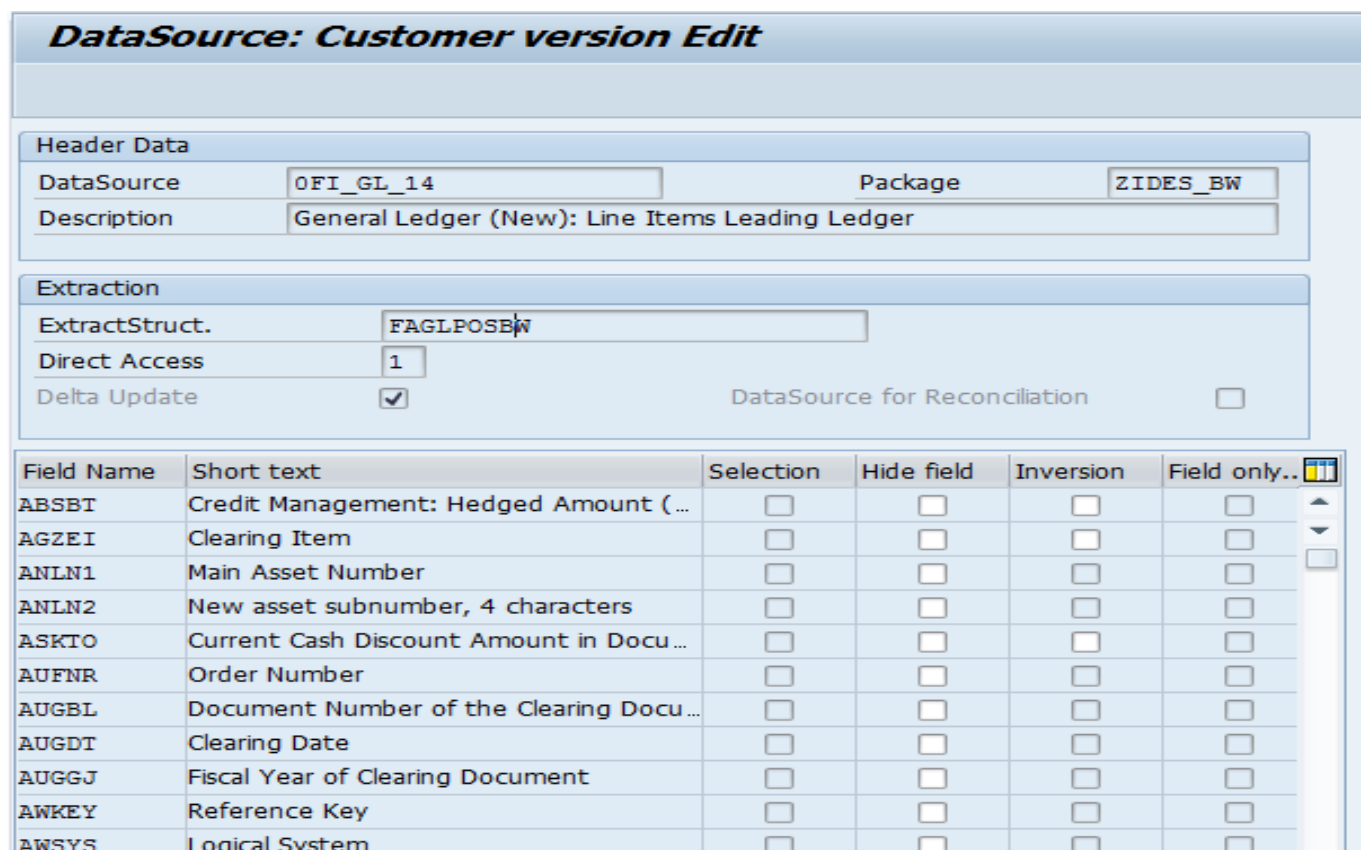 DataSource: Customer version Edit
Header Data
DataSource 0FI_GL_14 Package ZIDES_BW
Description General Ledger (New): Line Items Leading Ledger
Extraction
ExtractStruct. FAGLPOSBW
Direct Access 1
Delta Update DataSource for Reconciliation
Field Name Short text Selection Hide field Inversion Field only..
ABSBT Credit Management: Hedged Amount (…
AGZEI Clearing Item
ANLN1 Main Asset Number
ANLN2 New asset subnumber, 4 characters
ASKTO Current Cash Discount Amount in Docu…
AUFNR Order Number
AUGBL Document Number of the Clearing Docu…
AUGDT Clearing Date
AUGGJ Fiscal Year of Clearing Document
AWKEY Reference Key
AWSYS Logical System